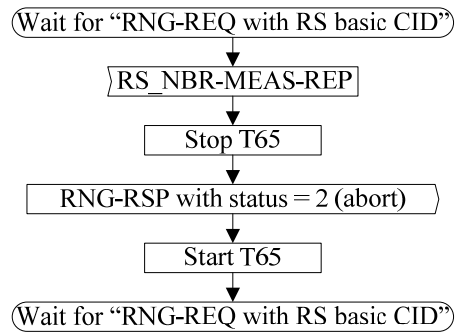 Wait for “RNG-REQ with RS basic CID”
RS_NBR-MEAS-REP
Stop T65
RNG-RSP with status = 2 (abort)
Start T65
Wait for “RNG-REQ with RS basic CID”